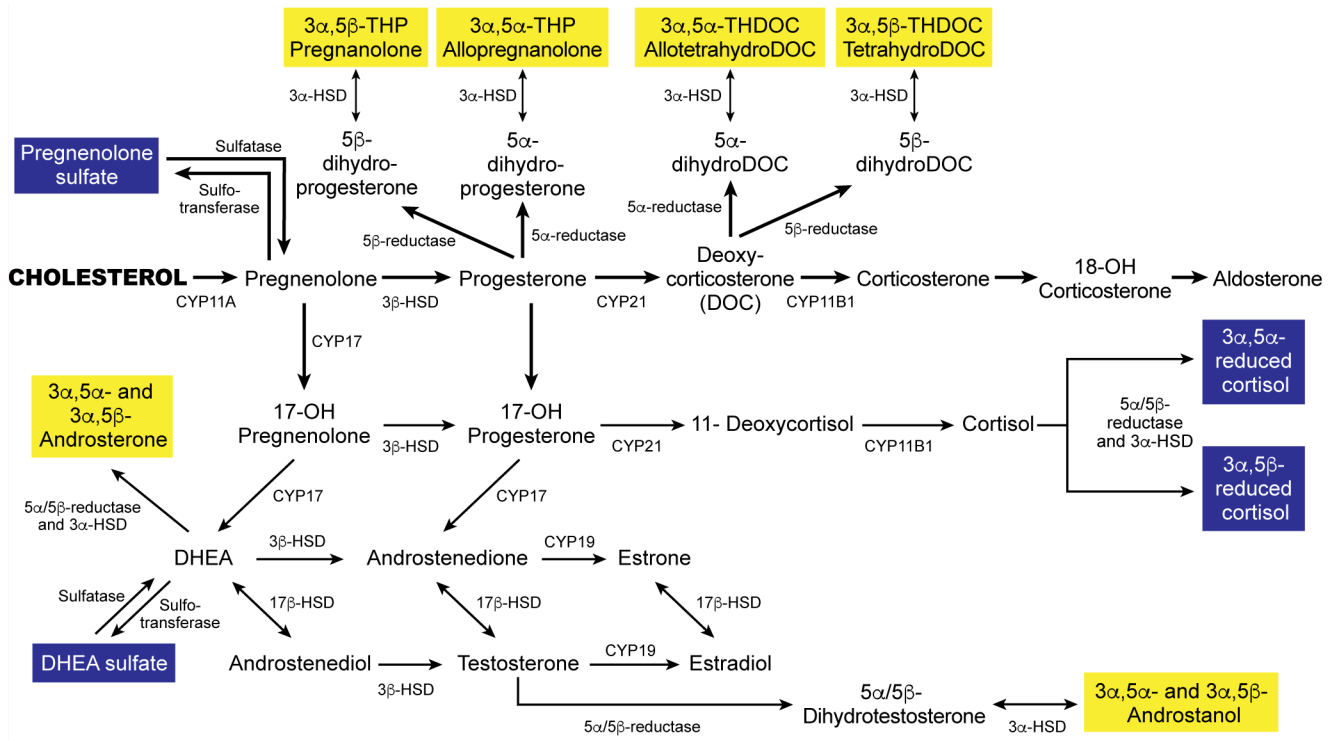 3α,5β-THP
Pregnanolone
3α,5α-THP
Allopregnanolone
3α,5α-THDOC
AllotetrahydroDOC
3α,5β-THDOC
TetrahydroDOC
3α-HSD
3α-HSD
3α-HSD
3α-HSD
Pregnenolone
sulfate
Sulfatase
Sulfo-
transferase
5β-
dihydro-
progesterone
5α-
dihydro-
progesterone
5α-
dihydroDOC
5β-
dihydroDOC
5β-reductase
5α-reductase
5α-reductase
5β-reductase
CHOLESTEROL
CYP11A
Pregnenolone
3β-HSD
Progesterone
CYP21
Deoxy-
corticosterone
(DOC)
CYP11B1
Corticosterone
18-OH
Corticosterone
Aldosterone
CYP17
3α,5α-
reduced
cortisol
3α,5α- and
3α,5β-
Androsterone
17-OH
Pregnenolone
3β-HSD
17-OH
Progesterone
CYP21
11- Deoxycortisol
CYP11B1
Cortisol
5α/5β-
reductase
and 3α-HSD
3α,5β-
reduced
cortisol
5α/5β-reductase
and 3α-HSD
CYP17
CYP17
DHEA
3β-HSD
Androstenedione
CYP19
Estrone
Sulfatase
Sulfo-
transferase
17β-HSD
17β-HSD
17β-HSD
DHEA sulfate
Androstenediol
3β-HSD
Testosterone
CYP19
Estradiol
5α/5β-reductase
5α/5β-
Dihydrotestosterone
3α-HSD
3α,5α- and 3α,5β-
Androstanol